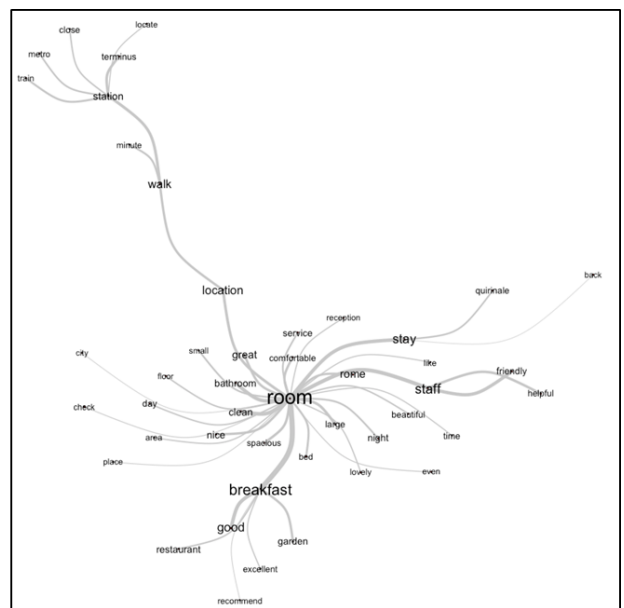 locate
close
metro
terminus
train
station
minute
walk
back
location
quirinale
reception
service
stay
city
small
great
comfortable
like
floor
bathroom
rome
friendly
staff
helpful
room
check
day
clean
beautiful
large
area
nice
spacious
night
time
place
bed
lovely
even
breakfast
good
garden
restaurant
excellent
recommend